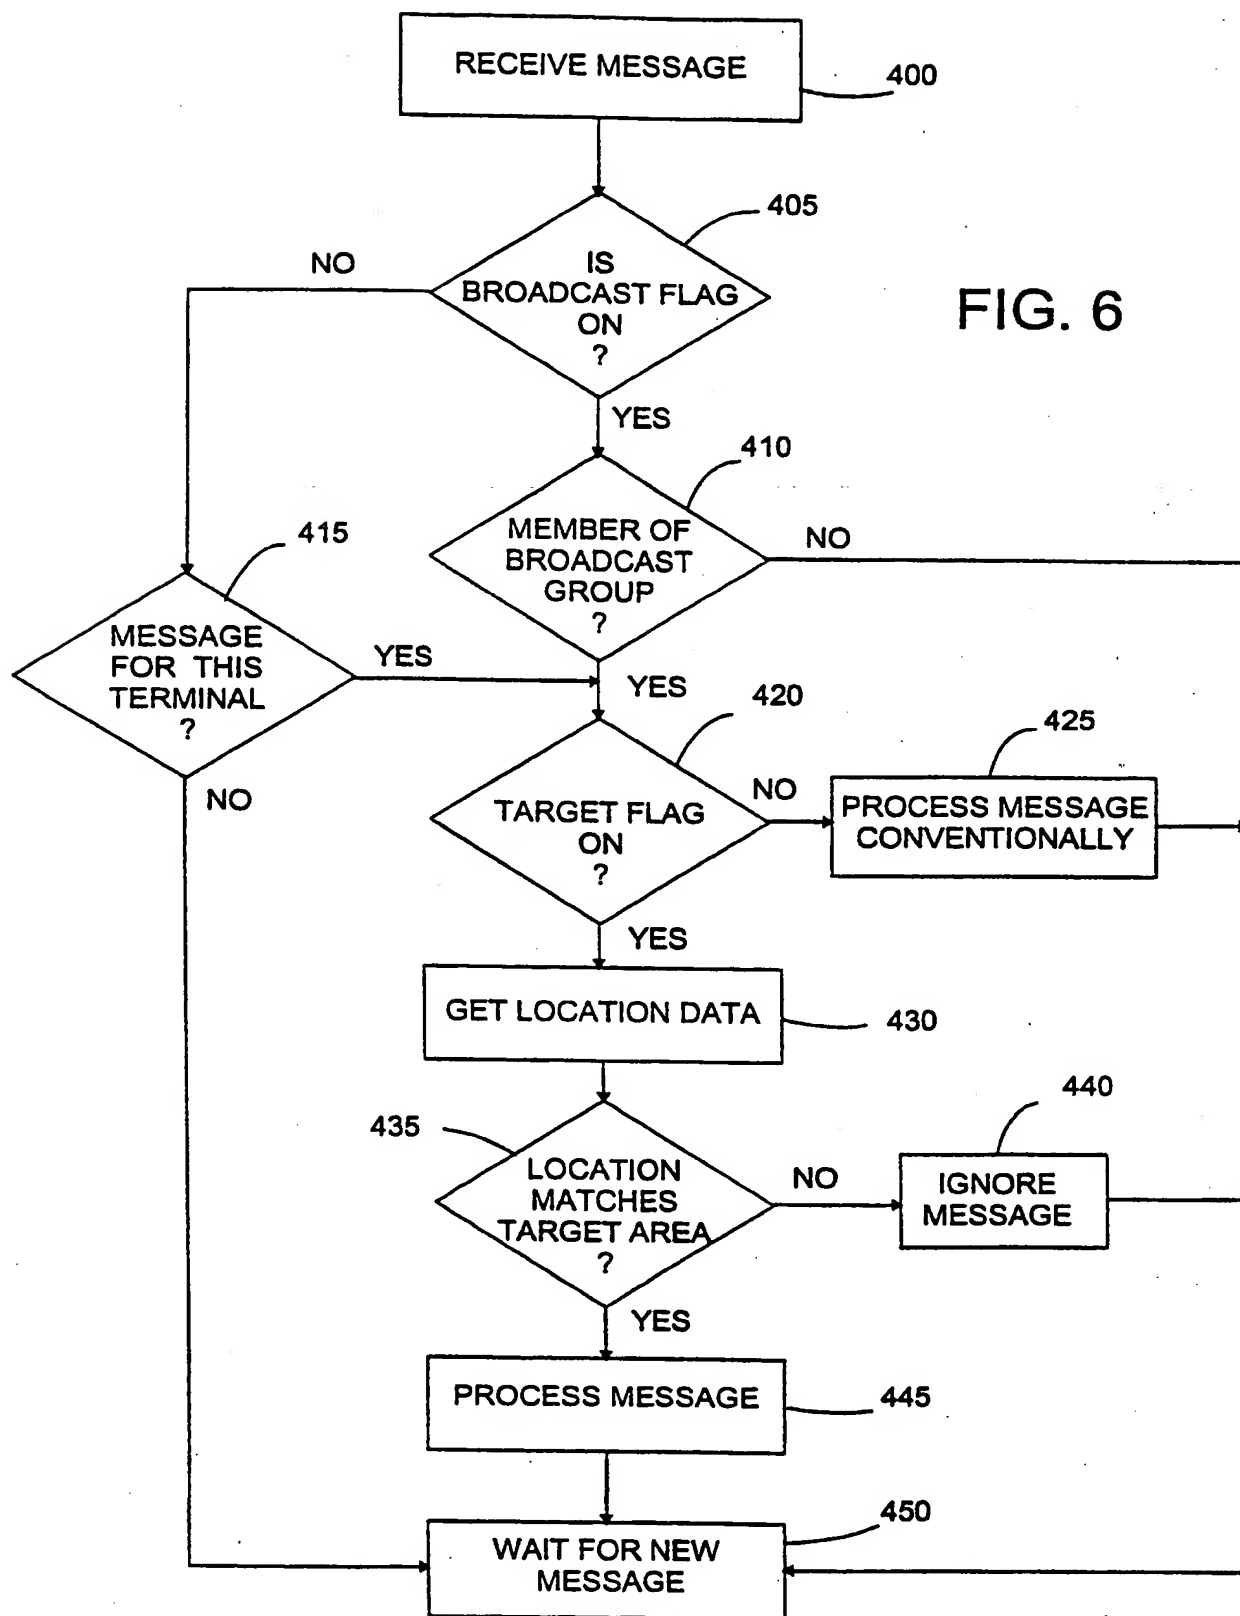 RECEIVE MESSAGE
400
405
IS
BROADCAST FLAG
ON
?
NO
FIG. 6
YES
410
MEMBER OF
BROADCAST
GROUP
?
NO
415
MESSAGE
FOR THIS
TERMINAL
?
YES
YES
NO
420
TARGET FLAG
ON
?
NO
425
PROCESS MESSAGE
CONVENTIONALLY
YES
GET LOCATION DATA
430
435
LOCATION
MATCHES
TARGET AREA
?
NO
440
IGNORE
MESSAGE
YES
PROCESS MESSAGE
445
450
WAIT FOR NEW
MESSAGE